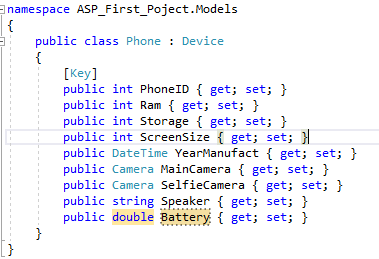 namespace ASP_First_Poject.Models
{
public class Phone : Device
{
[Key]
public int PhoneID { get; set; }
public int Ram { get; set; }
public int Storage { get; set; }
public int ScreenSize { get; set; }
public DateTime YearManufact { get; set; }
public Camera MainCamera { get; set; }
public Camera SelfieCamera { get; set; }
public string Speaker { get; set; }
public double Battery { get; set; }
}
}